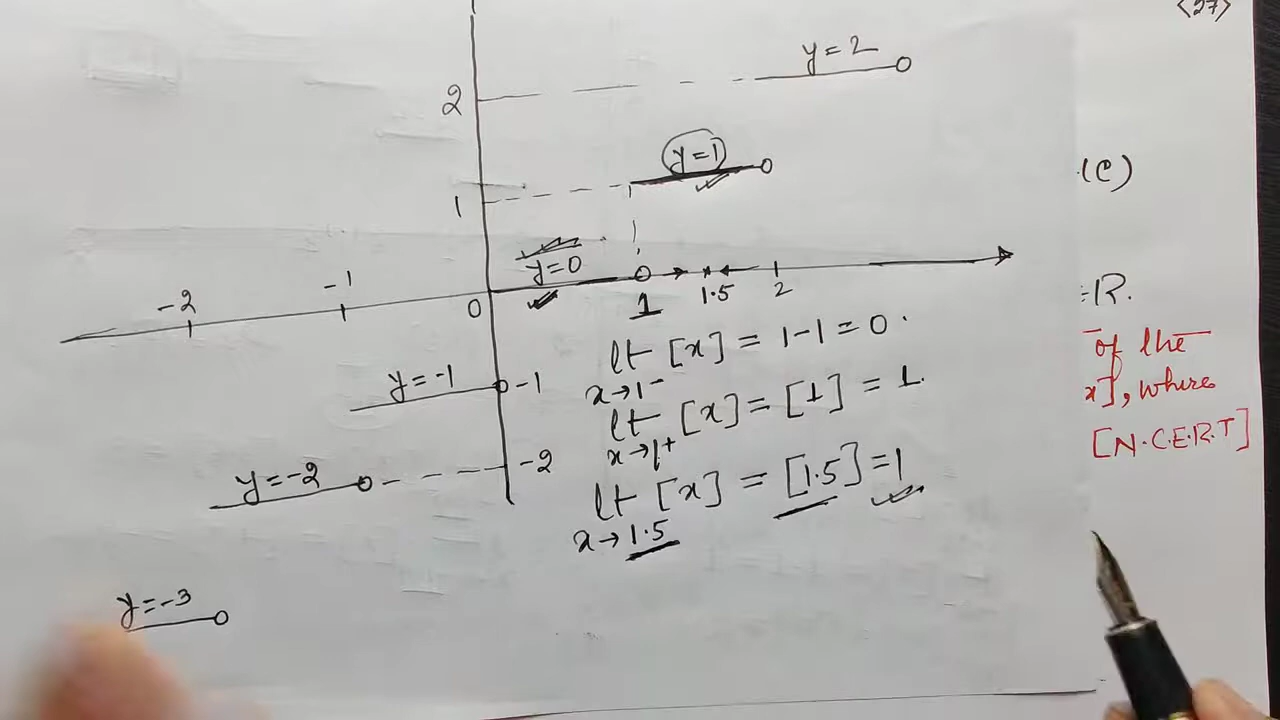 <27>
y = 2
2
y = 1
(C)
1
y = 0
-2
-1
0
1
1.5
2
=R.
lt [x] = 1-1 = 0.
x→1⁻
of the
y = -1
-1
lt [x] = [1] = 1.
x→1⁺
x], where
[N.C.E.R.T]
y = -2
-2
lt [x] = [1.5] = 1
x→1.5
y = -3